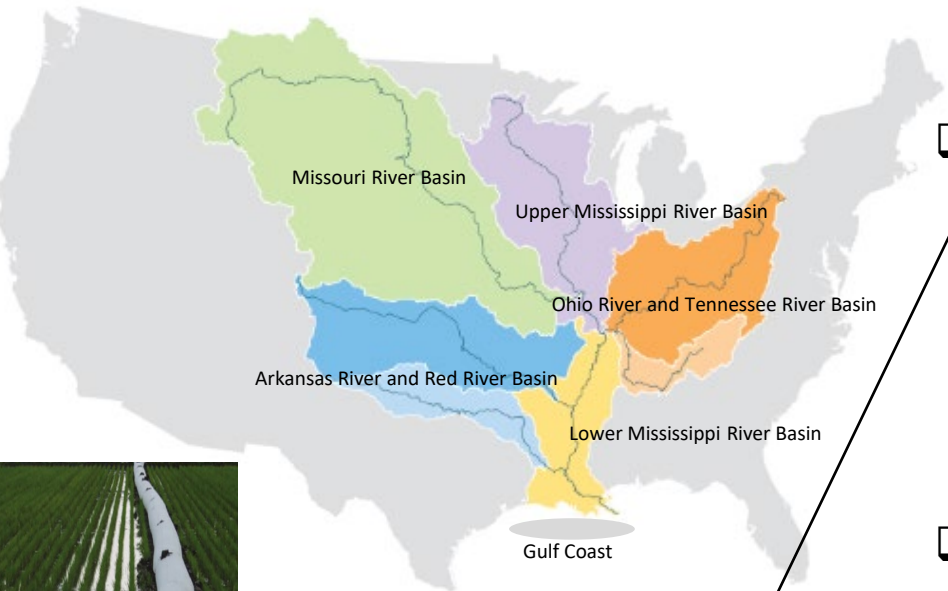 Missouri River Basin
Upper Mississippi River Basin
Ohio River and Tennessee River Basin
Arkansas River and Red River Basin
Lower Mississippi River Basin
Gulf Coast